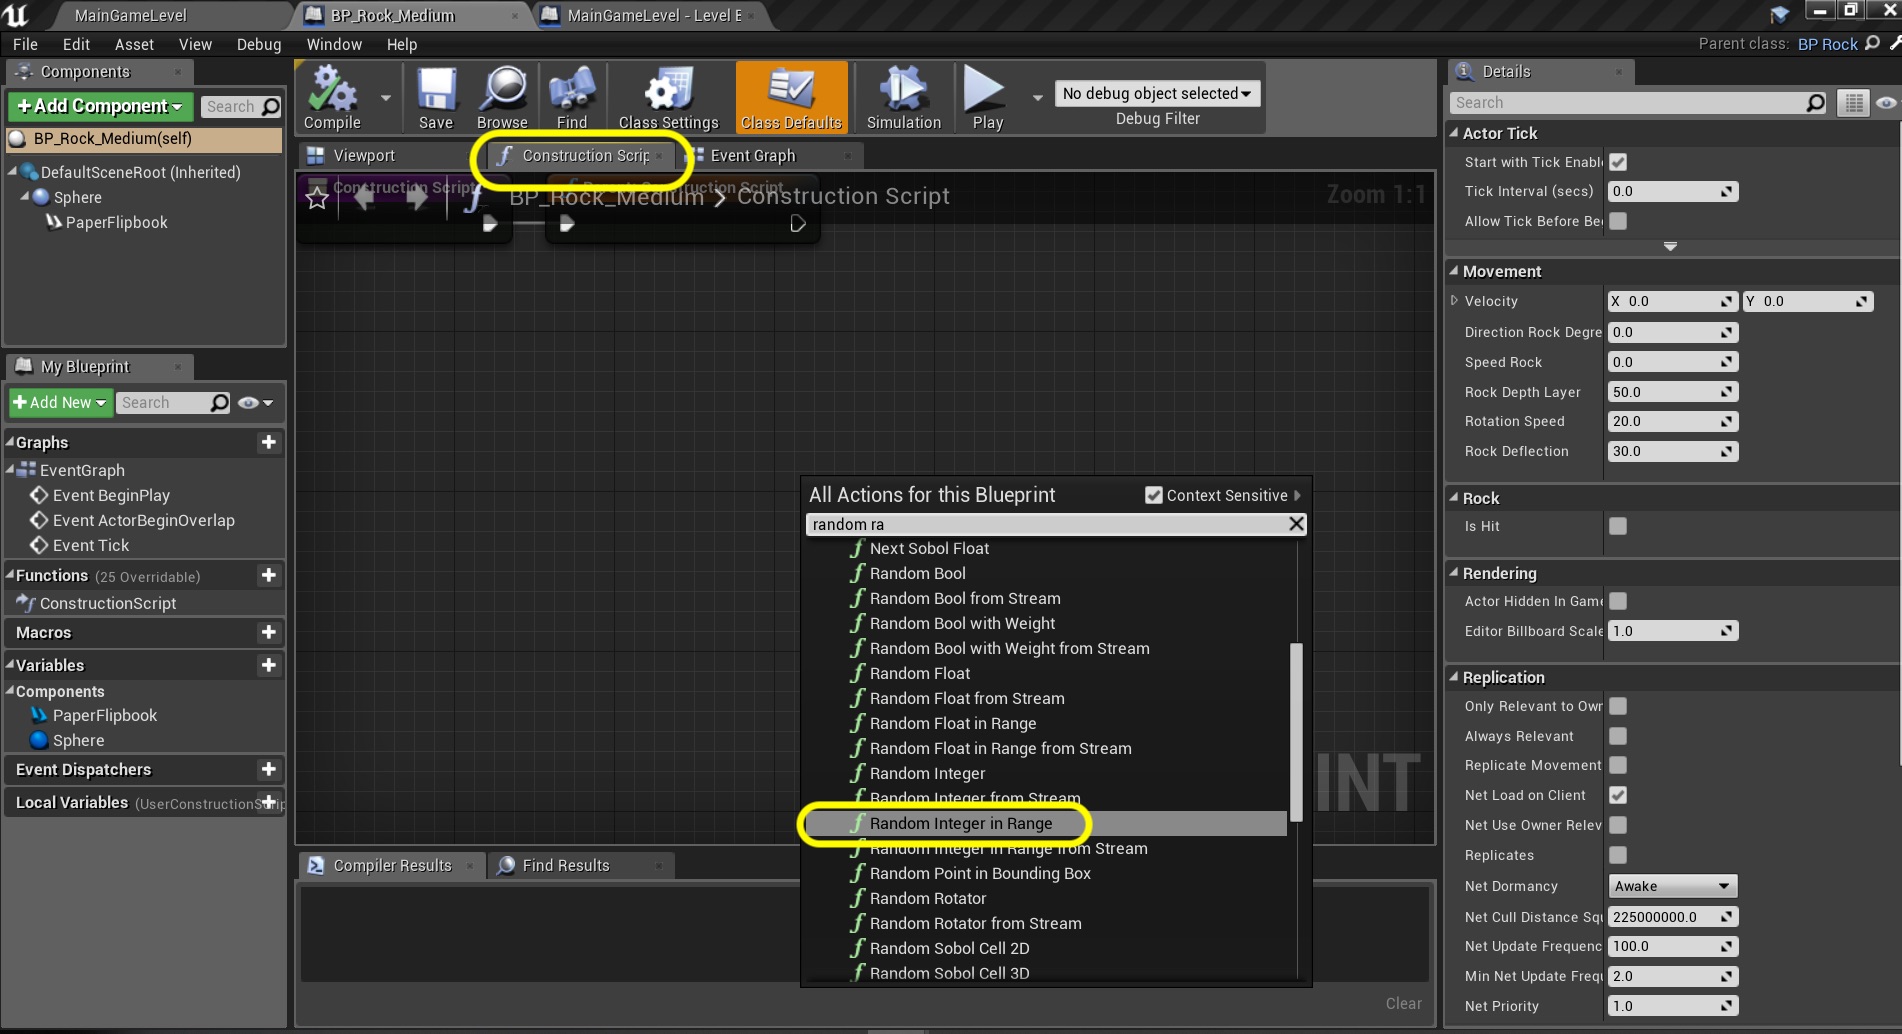 MainGameLevel
BP_Rock_Medium
MainGameLevel - Level E
File Edit Asset View Debug Window Help
Parent class: BP Rock
Components
+Add Component
Search
BP_Rock_Medium(self)
DefaultSceneRoot (Inherited)
Sphere
PaperFlipbook
My Blueprint
+Add New
Search
Graphs
EventGraph
Event BeginPlay
Event ActorBeginOverlap
Event Tick
Functions (25 Overridable)
ConstructionScript
Macros
Variables
Components
PaperFlipbook
Sphere
Event Dispatchers
Local Variables (UserConstructionScrip
Compile
Save
Browse
Find
Class Settings
Class Defaults
Simulation
Play
No debug object selected
Debug Filter
Viewport
Construction Scrip
Event Graph
Construction Script
Construction Script
BP_Rock_Medium > Construction Script
Zoom 1:1
All Actions for this Blueprint
Context Sensitive
random ra
Next Sobol Float
Random Bool
Random Bool from Stream
Random Bool with Weight
Random Bool with Weight from Stream
Random Float
Random Float from Stream
Random Float in Range
Random Float in Range from Stream
Random Integer
Random Integer from Stream
Random Integer in Range
Random Integer in Range from Stream
Random Point in Bounding Box
Random Rotator
Random Rotator from Stream
Random Sobol Cell 2D
Random Sobol Cell 3D
INT
Compiler Results
Find Results
Clear
Details
Search
Actor Tick
Start with Tick Enable
Tick Interval (secs) 0.0
Allow Tick Before Be
Movement
Velocity X 0.0 Y 0.0
Direction Rock Degre 0.0
Speed Rock 0.0
Rock Depth Layer 50.0
Rotation Speed 20.0
Rock Deflection 30.0
Rock
Is Hit
Rendering
Actor Hidden In Game
Editor Billboard Scale 1.0
Replication
Only Relevant to Owr
Always Relevant
Replicate Movement
Net Load on Client
Net Use Owner Relev
Replicates
Net Dormancy Awake
Net Cull Distance Squ 225000000.0
Net Update Frequenc 100.0
Min Net Update Frequ 2.0
Net Priority 1.0